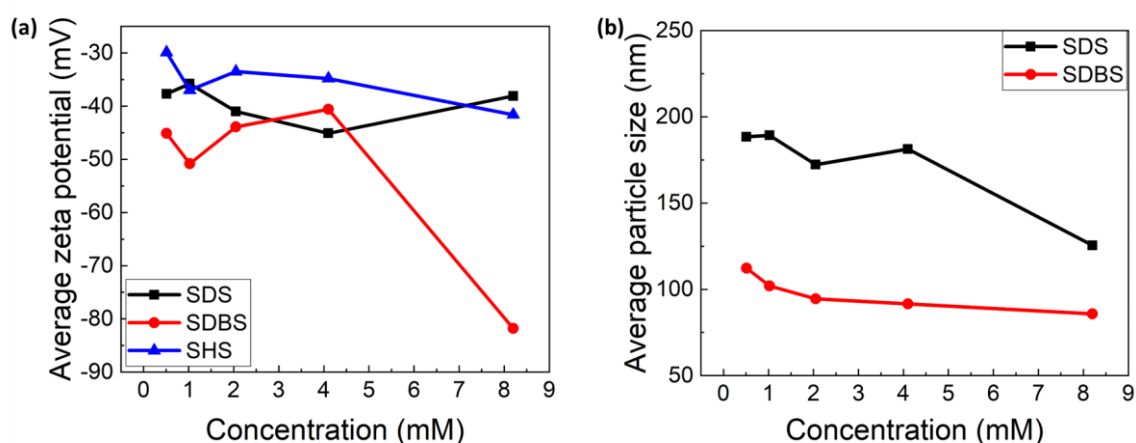 (a)
Average zeta potential (mV)
-30
-40
-50
-60
-70
-80
-90
SDS
SDBS
SHS
0 1 2 3 4 5 6 7 8 9
Concentration (mM)
(b)
Average particle size (nm)
250
200
150
100
50
SDS
SDBS
0 1 2 3 4 5 6 7 8 9
Concentration (mM)